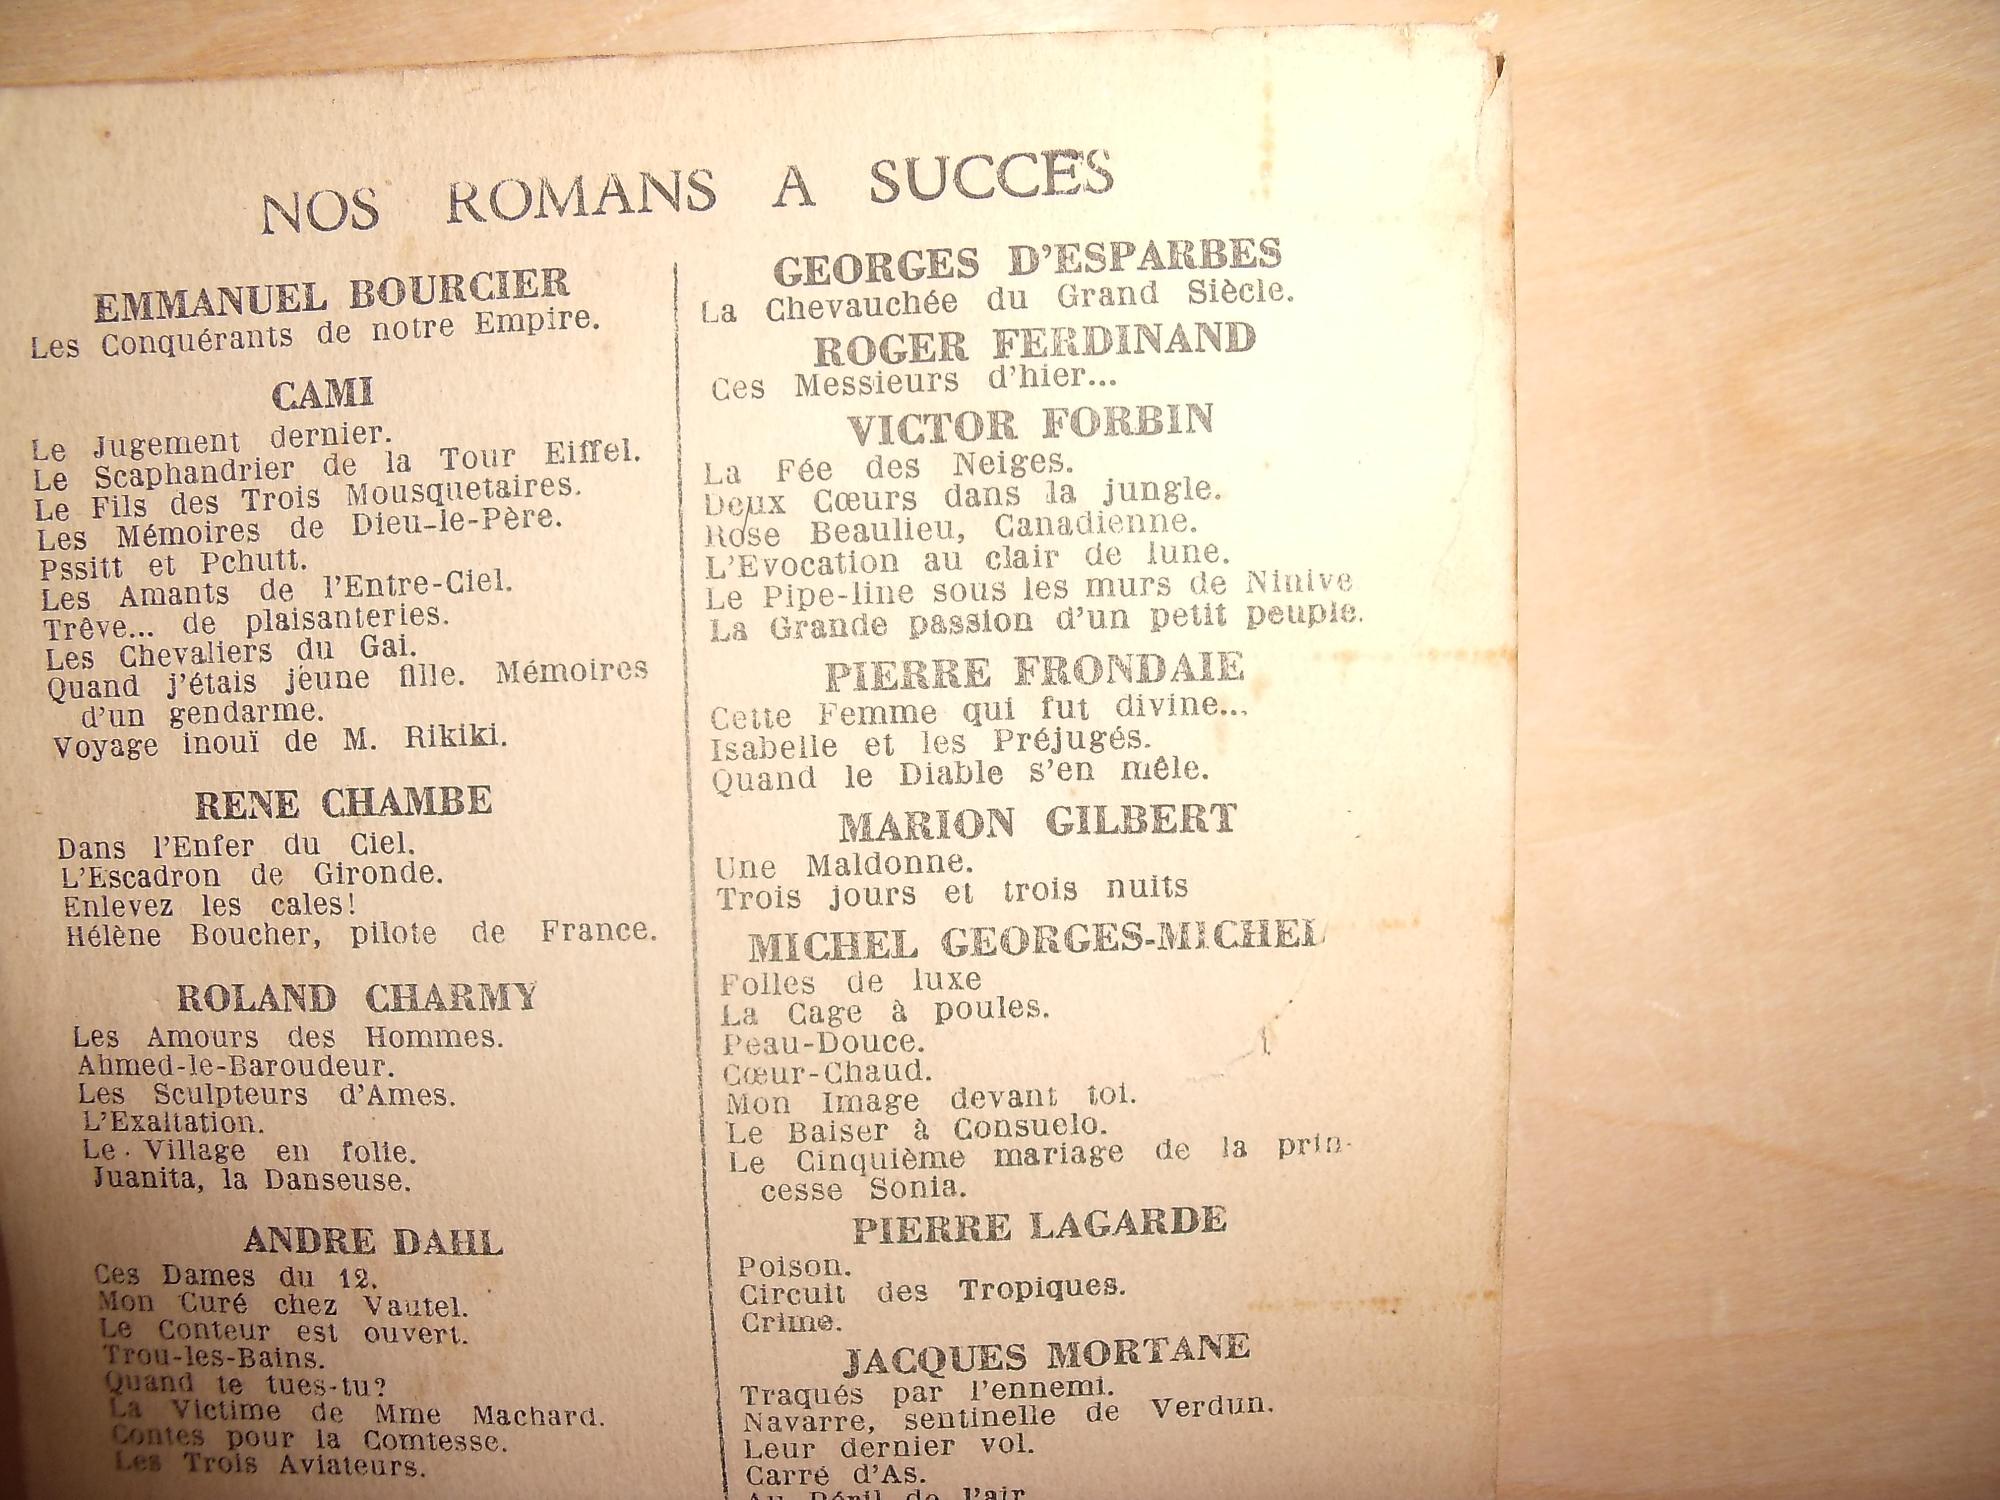 NOS ROMANS A SUCCES
EMMANUEL BOURCIER
Les Conquérants de notre Empire.
CAMI
Le Jugement dernier.
Le Scaphandrier de la Tour Eiffel.
Le Fils des Trois Mousquetaires.
Les Mémoires de Dieu-le-Père.
Pssitt et Pchutt.
Les Amants de l'Entre-Ciel.
Trêve... de plaisanteries.
Les Chevaliers du Gai.
Quand j'étais jeune fille. Mémoires
d'un gendarme.
Voyage inouï de M. Rikiki.
RENE CHAMBE
Dans l'Enfer du Ciel.
L'Escadron de Gironde.
Enlevez les cales!
Hélène Boucher, pilote de France.
ROLAND CHARMY
Les Amours des Hommes.
Ahmed-le-Baroudeur.
Les Sculpteurs d'Ames.
L'Exaltation.
Le Village en folie.
Juanita, la Danseuse.
ANDRE DAHL
Ces Dames du 12.
Mon Curé chez Vautel.
Le Conteur est ouvert.
Trou-les-Bains.
Quand te tues-tu?
La Victime de Mme Machard.
Contes pour la Comtesse.
Les Trois Aviateurs.
GEORGES D'ESPARBES
La Chevauchée du Grand Siècle.
ROGER FERDINAND
Ces Messieurs d'hier...
VICTOR FORBIN
La Fée des Neiges.
Deux Cœurs dans la jungle.
Rose Beaulieu, Canadienne.
L'Evocation au clair de lune.
Le Pipe-line sous les murs de Ninive
La Grande passion d'un petit peuple.
PIERRE FRONDAIE
Cette Femme qui fut divine...
Isabelle et les Préjugés.
Quand le Diable s'en mêle.
MARION GILBERT
Une Maldonne.
Trois jours et trois nuits
MICHEL GEORGES-MICHEL
Folles de luxe
La Cage à poules.
Peau-Douce.
Cœur-Chaud.
Mon Image devant toi.
Le Baiser à Consuelo.
Le Cinquième mariage de la prin-
cesse Sonia.
PIERRE LAGARDE
Poison.
Circuit des Tropiques.
Crime.
JACQUES MORTANE
Traqués par l'ennemi.
Navarre, sentinelle de Verdun.
Leur dernier vol.
Carré d'As.
Au Péril de l'air